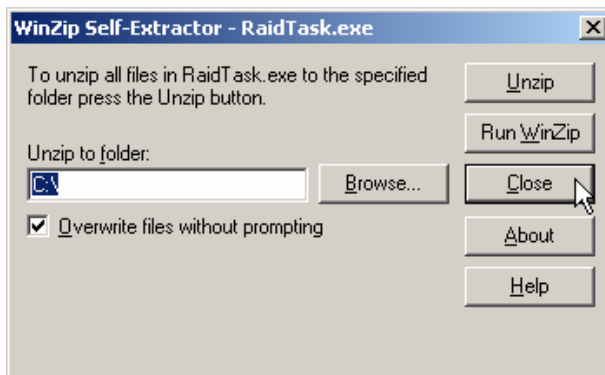 WinZip Self-Extractor - RaidTask.exe
To unzip all files in RaidTask.exe to the specified
folder press the Unzip button.
Unzip
Run WinZip
Unzip to folder:
C:\
Browse...
Close
Overwrite files without prompting
About
Help